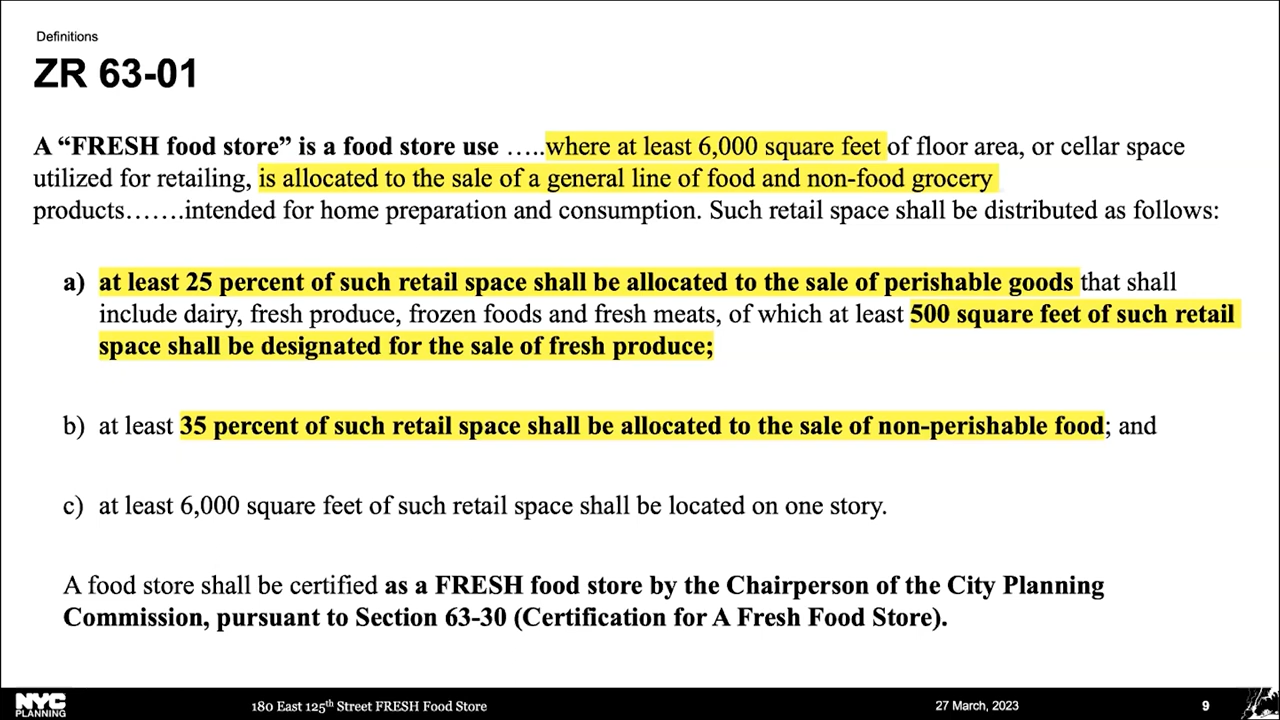 Definitions
ZR 63-01
A “FRESH food store” is a food store use …..where at least 6,000 square feet of floor area, or cellar space
utilized for retailing, is allocated to the sale of a general line of food and non-food grocery
products…….intended for home preparation and consumption. Such retail space shall be distributed as follows:
a) at least 25 percent of such retail space shall be allocated to the sale of perishable goods that shall
include dairy, fresh produce, frozen foods and fresh meats, of which at least 500 square feet of such retail
space shall be designated for the sale of fresh produce;
b) at least 35 percent of such retail space shall be allocated to the sale of non-perishable food; and
c) at least 6,000 square feet of such retail space shall be located on one story.
A food store shall be certified as a FRESH food store by the Chairperson of the City Planning
Commission, pursuant to Section 63-30 (Certification for A Fresh Food Store).
NYC
PLANNING
180 East 125th Street FRESH Food Store
27 March, 2023
9